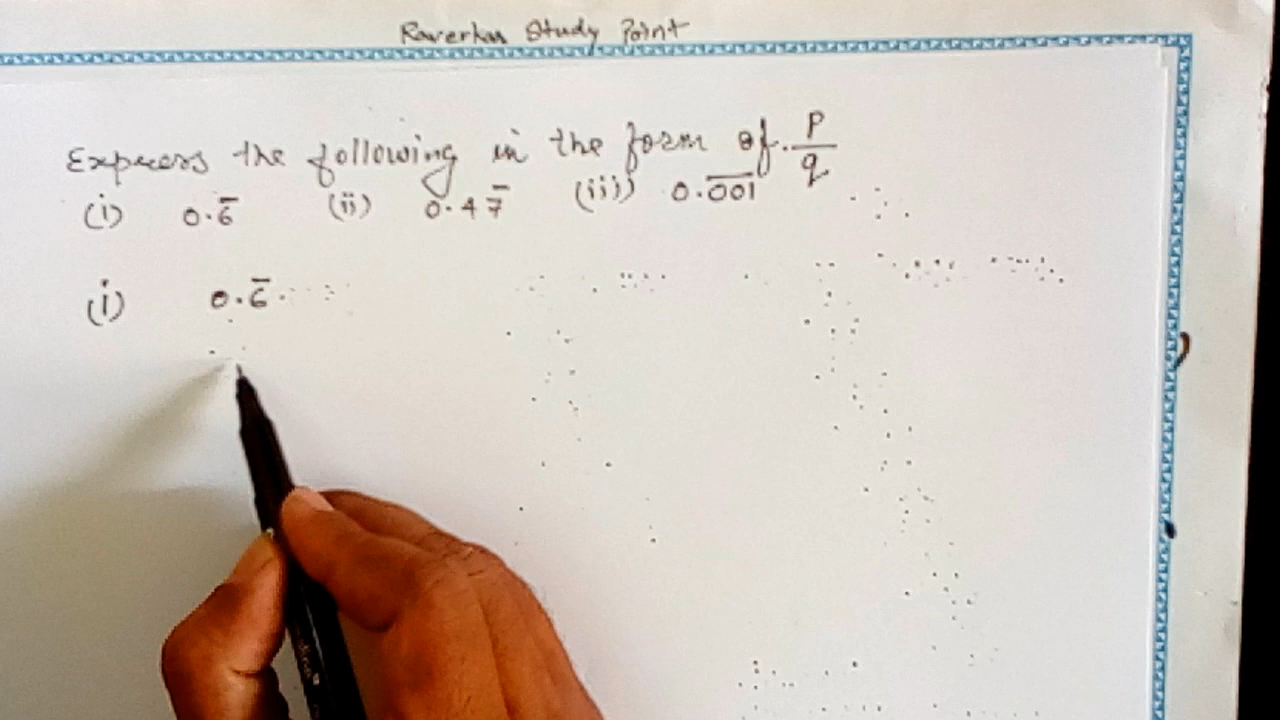 Raverkar Study Point
Express the following in the form of p/q
(i) 0.6̅ (ii) 0.47̅ (iii) 0.0̅0̅1̅
(i) 0.6̅